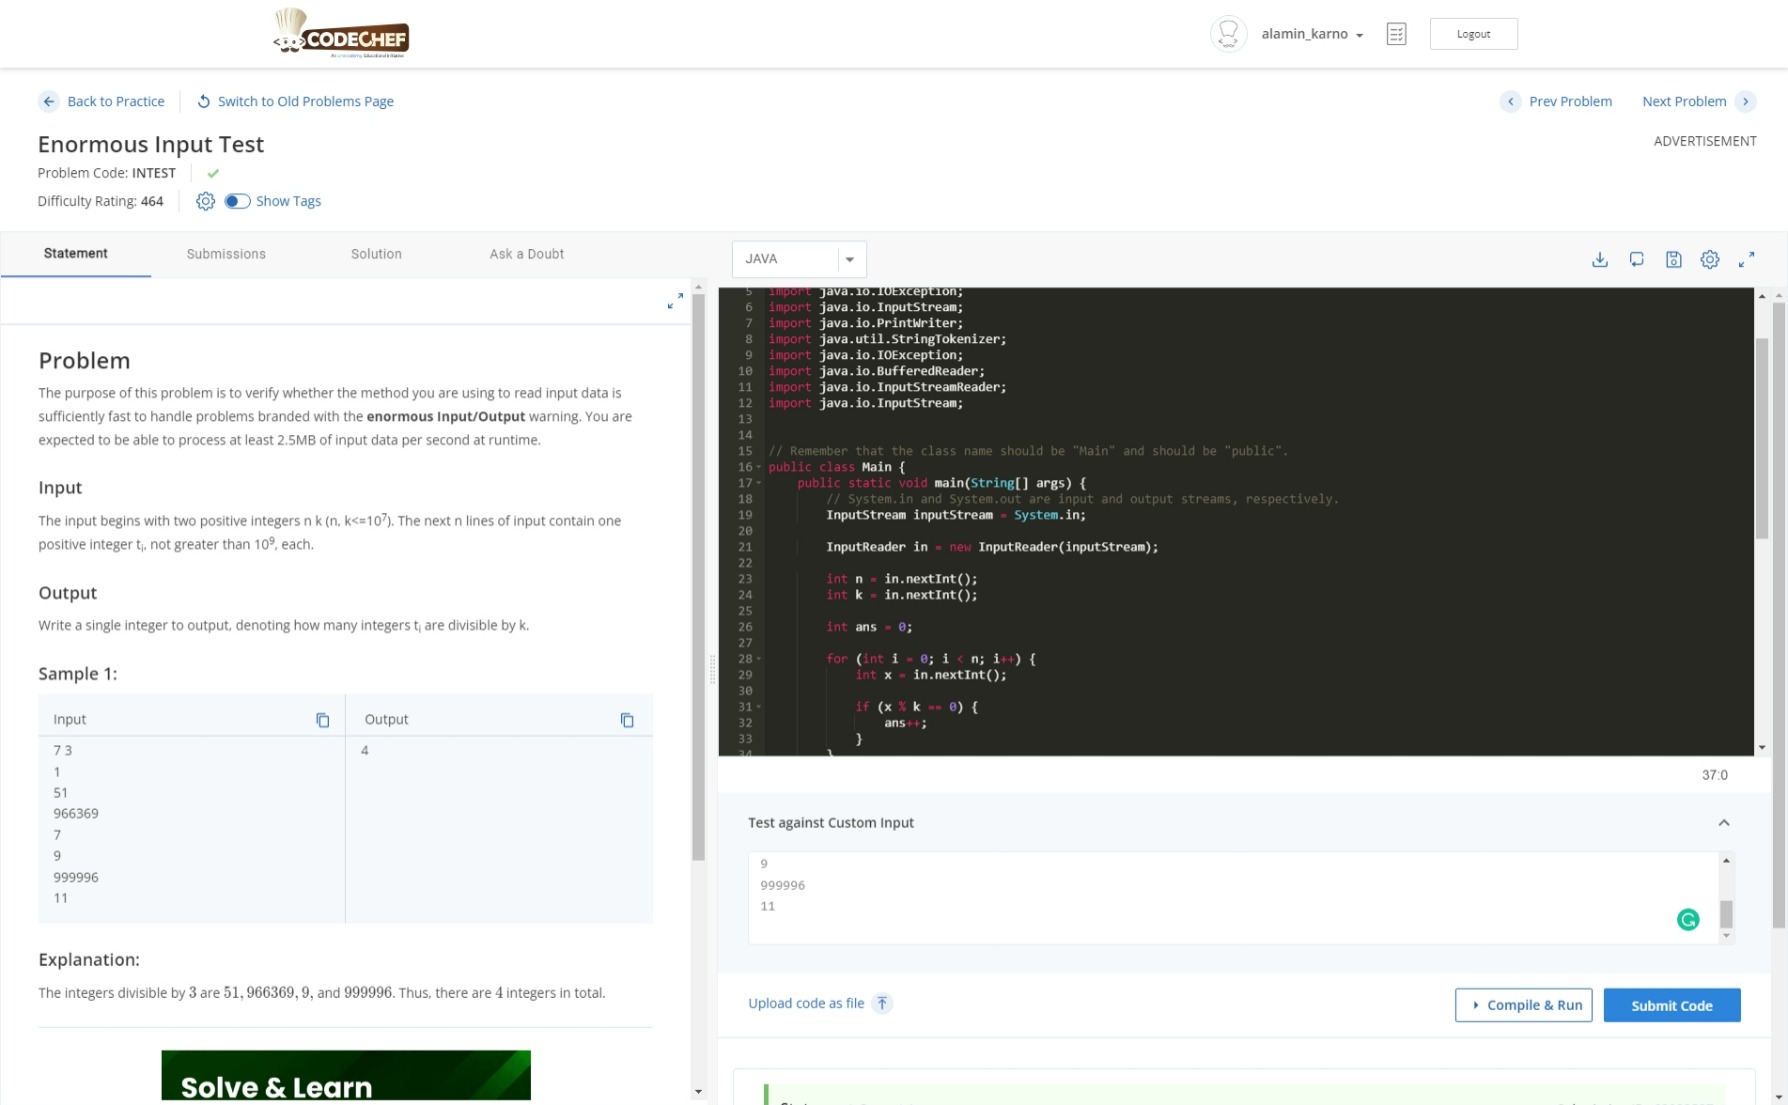 CODECHEF
alamin_karno
Logout
Back to Practice
Switch to Old Problems Page
Prev Problem
Next Problem
Enormous Input Test
ADVERTISEMENT
Problem Code: INTEST
Difficulty Rating: 464
Show Tags
Statement
Submissions
Solution
Ask a Doubt
Problem
The purpose of this problem is to verify whether the method you are using to read input data is
sufficiently fast to handle problems branded with the enormous Input/Output warning. You are
expected to be able to process at least 2.5MB of input data per second at runtime.
Input
The input begins with two positive integers n k (n, k<=10⁷). The next n lines of input contain one
positive integer tᵢ, not greater than 10⁹, each.
Output
Write a single integer to output, denoting how many integers tᵢ are divisible by k.
Sample 1:
Input
Output
7 3
4
1
51
966369
7
9
999996
11
Explanation:
The integers divisible by 3 are 51, 966369, 9, and 999996. Thus, there are 4 integers in total.
Solve & Learn
JAVA
5 import java.io.IOException;
6 import java.io.InputStream;
7 import java.io.PrintWriter;
8 import java.util.StringTokenizer;
9 import java.io.IOException;
10 import java.io.BufferedReader;
11 import java.io.InputStreamReader;
12 import java.io.InputStream;
13
14
15 // Remember that the class name should be "Main" and should be "public".
16 public class Main {
17 public static void main(String[] args) {
18 // System.in and System.out are input and output streams, respectively.
19 InputStream inputStream = System.in;
20
21 InputReader in = new InputReader(inputStream);
22
23 int n = in.nextInt();
24 int k = in.nextInt();
25
26 int ans = 0;
27
28 for (int i = 0; i < n; i++) {
29 int x = in.nextInt();
30
31 if (x % k == 0) {
32 ans++;
33 }
34 }
37:0
Test against Custom Input
9
999996
11
Upload code as file
Compile & Run
Submit Code